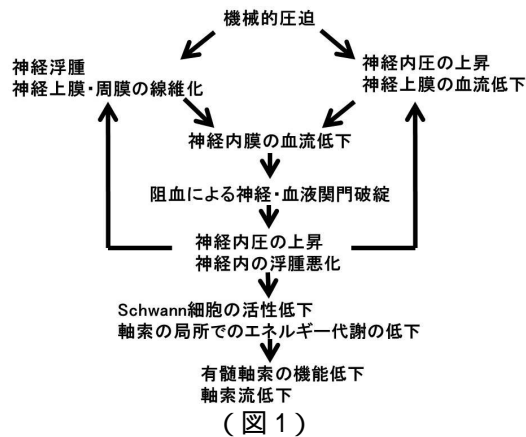 機械的圧迫
神経浮腫
神経上膜・周膜の線維化
神経内圧の上昇
神経上膜の血流低下
神経内膜の血流低下
阻血による神経・血液関門破綻
神経内圧の上昇
神経内の浮腫悪化
Schwann細胞の活性低下
軸索の局所でのエネルギー代謝の低下
有髄軸索の機能低下
軸索流低下
(図1)